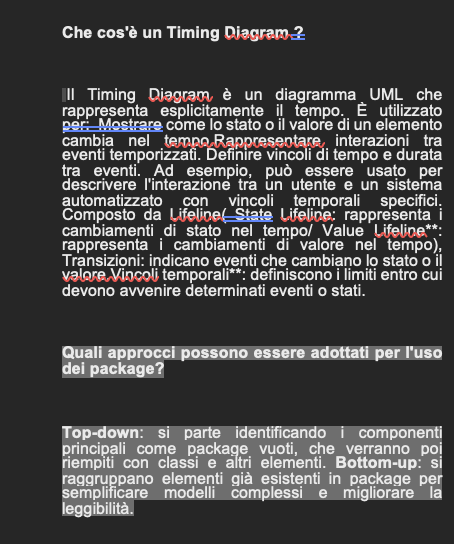 Che cos'è un Timing Diagram ?
Il Timing Diagram è un diagramma UML che
rappresenta esplicitamente il tempo. È utilizzato
per: Mostrare come lo stato o il valore di un elemento
cambia nel tempo.Rappresentare interazioni tra
eventi temporizzati. Definire vincoli di tempo e durata
tra eventi. Ad esempio, può essere usato per
descrivere l'interazione tra un utente e un sistema
automatizzato con vincoli temporali specifici.
Composto da Lifeline( State Lifeline: rappresenta i
cambiamenti di stato nel tempo/ Value Lifeline**:
rappresenta i cambiamenti di valore nel tempo),
Transizioni: indicano eventi che cambiano lo stato o il
valore.Vincoli temporali**: definiscono i limiti entro cui
devono avvenire determinati eventi o stati.
Quali approcci possono essere adottati per l'uso
dei package?
Top-down: si parte identificando i componenti
principali come package vuoti, che verranno poi
riempiti con classi e altri elementi. Bottom-up: si
raggruppano elementi già esistenti in package per
semplificare modelli complessi e migliorare la
leggibilità.